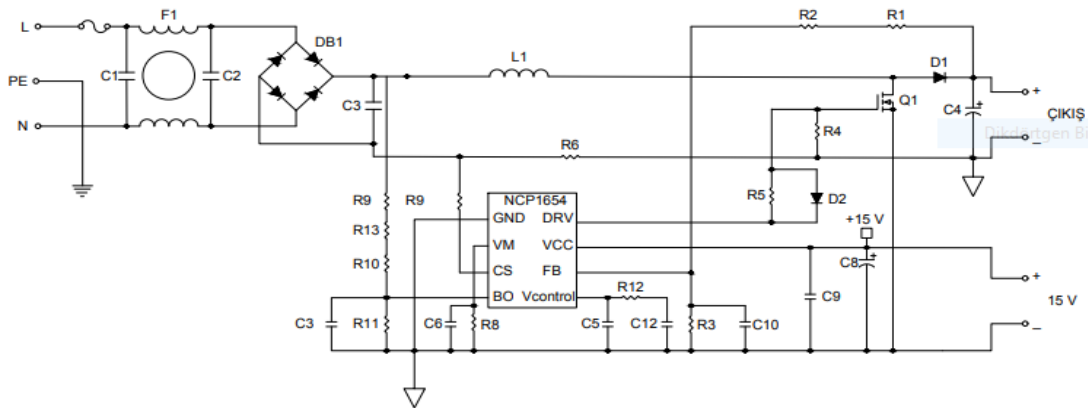 F1
L
DB1
C1
C2
PE
N
C3
L1
R2
R1
D1
Q1
C4
+
ÇIKIŞ
_
Dikdörtgen Bi
R4
R6
R5
D2
R9
R9
R13
R10
R11
C3
NCP1654
GND
DRV
VM
VCC
CS
FB
BO
Vcontrol
C6
R8
C5
R12
C12
R3
C10
C9
C8
+
+15 V
+
15 V
_